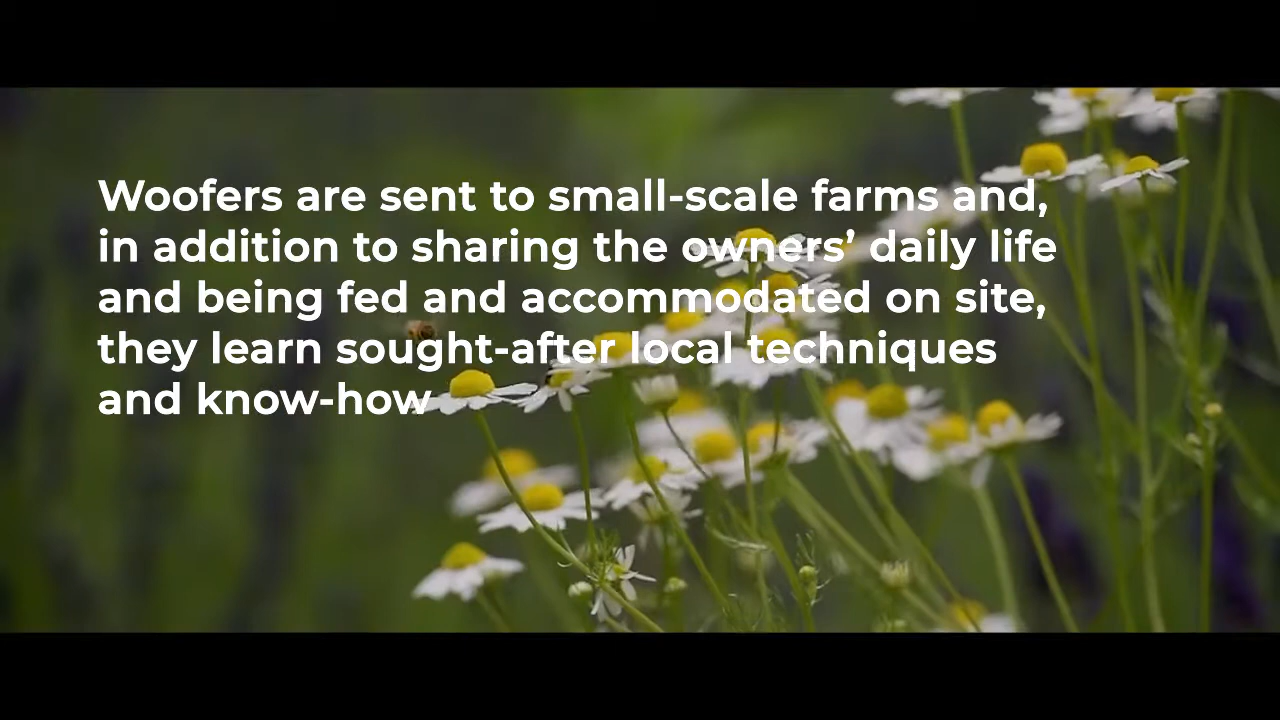 Woofers are sent to small-scale farms and,
in addition to sharing the owners’ daily life
and being fed and accommodated on site,
they learn sought-after local techniques
and know-how